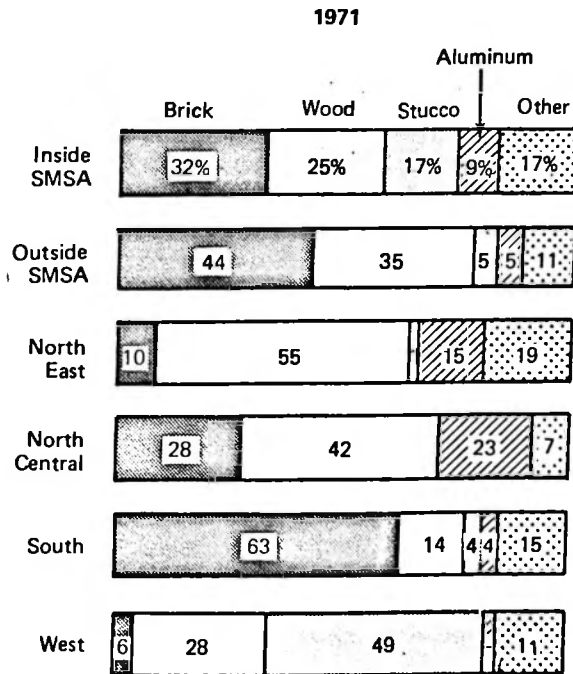 1971
Aluminum
Brick Wood Stucco Other
Inside
SMSA
32% 25% 17% 9% 17%
Outside
SMSA
44 35 5 5 11
North
East
10 55 15 19
North
Central
28 42 23 7
South
63 14 4 4 15
West
6 28 49 - 11